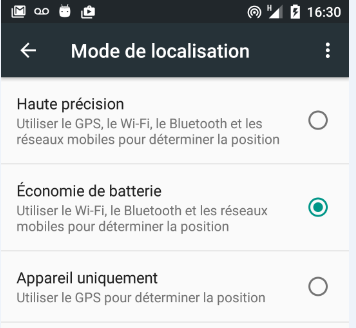 H 16:30
Mode de localisation
Haute précision
Utiliser le GPS, le Wi-Fi, le Bluetooth et les
réseaux mobiles pour déterminer la position
Économie de batterie
Utiliser le Wi-Fi, le Bluetooth et les réseaux
mobiles pour déterminer la position
Appareil uniquement
Utiliser le GPS pour déterminer la position